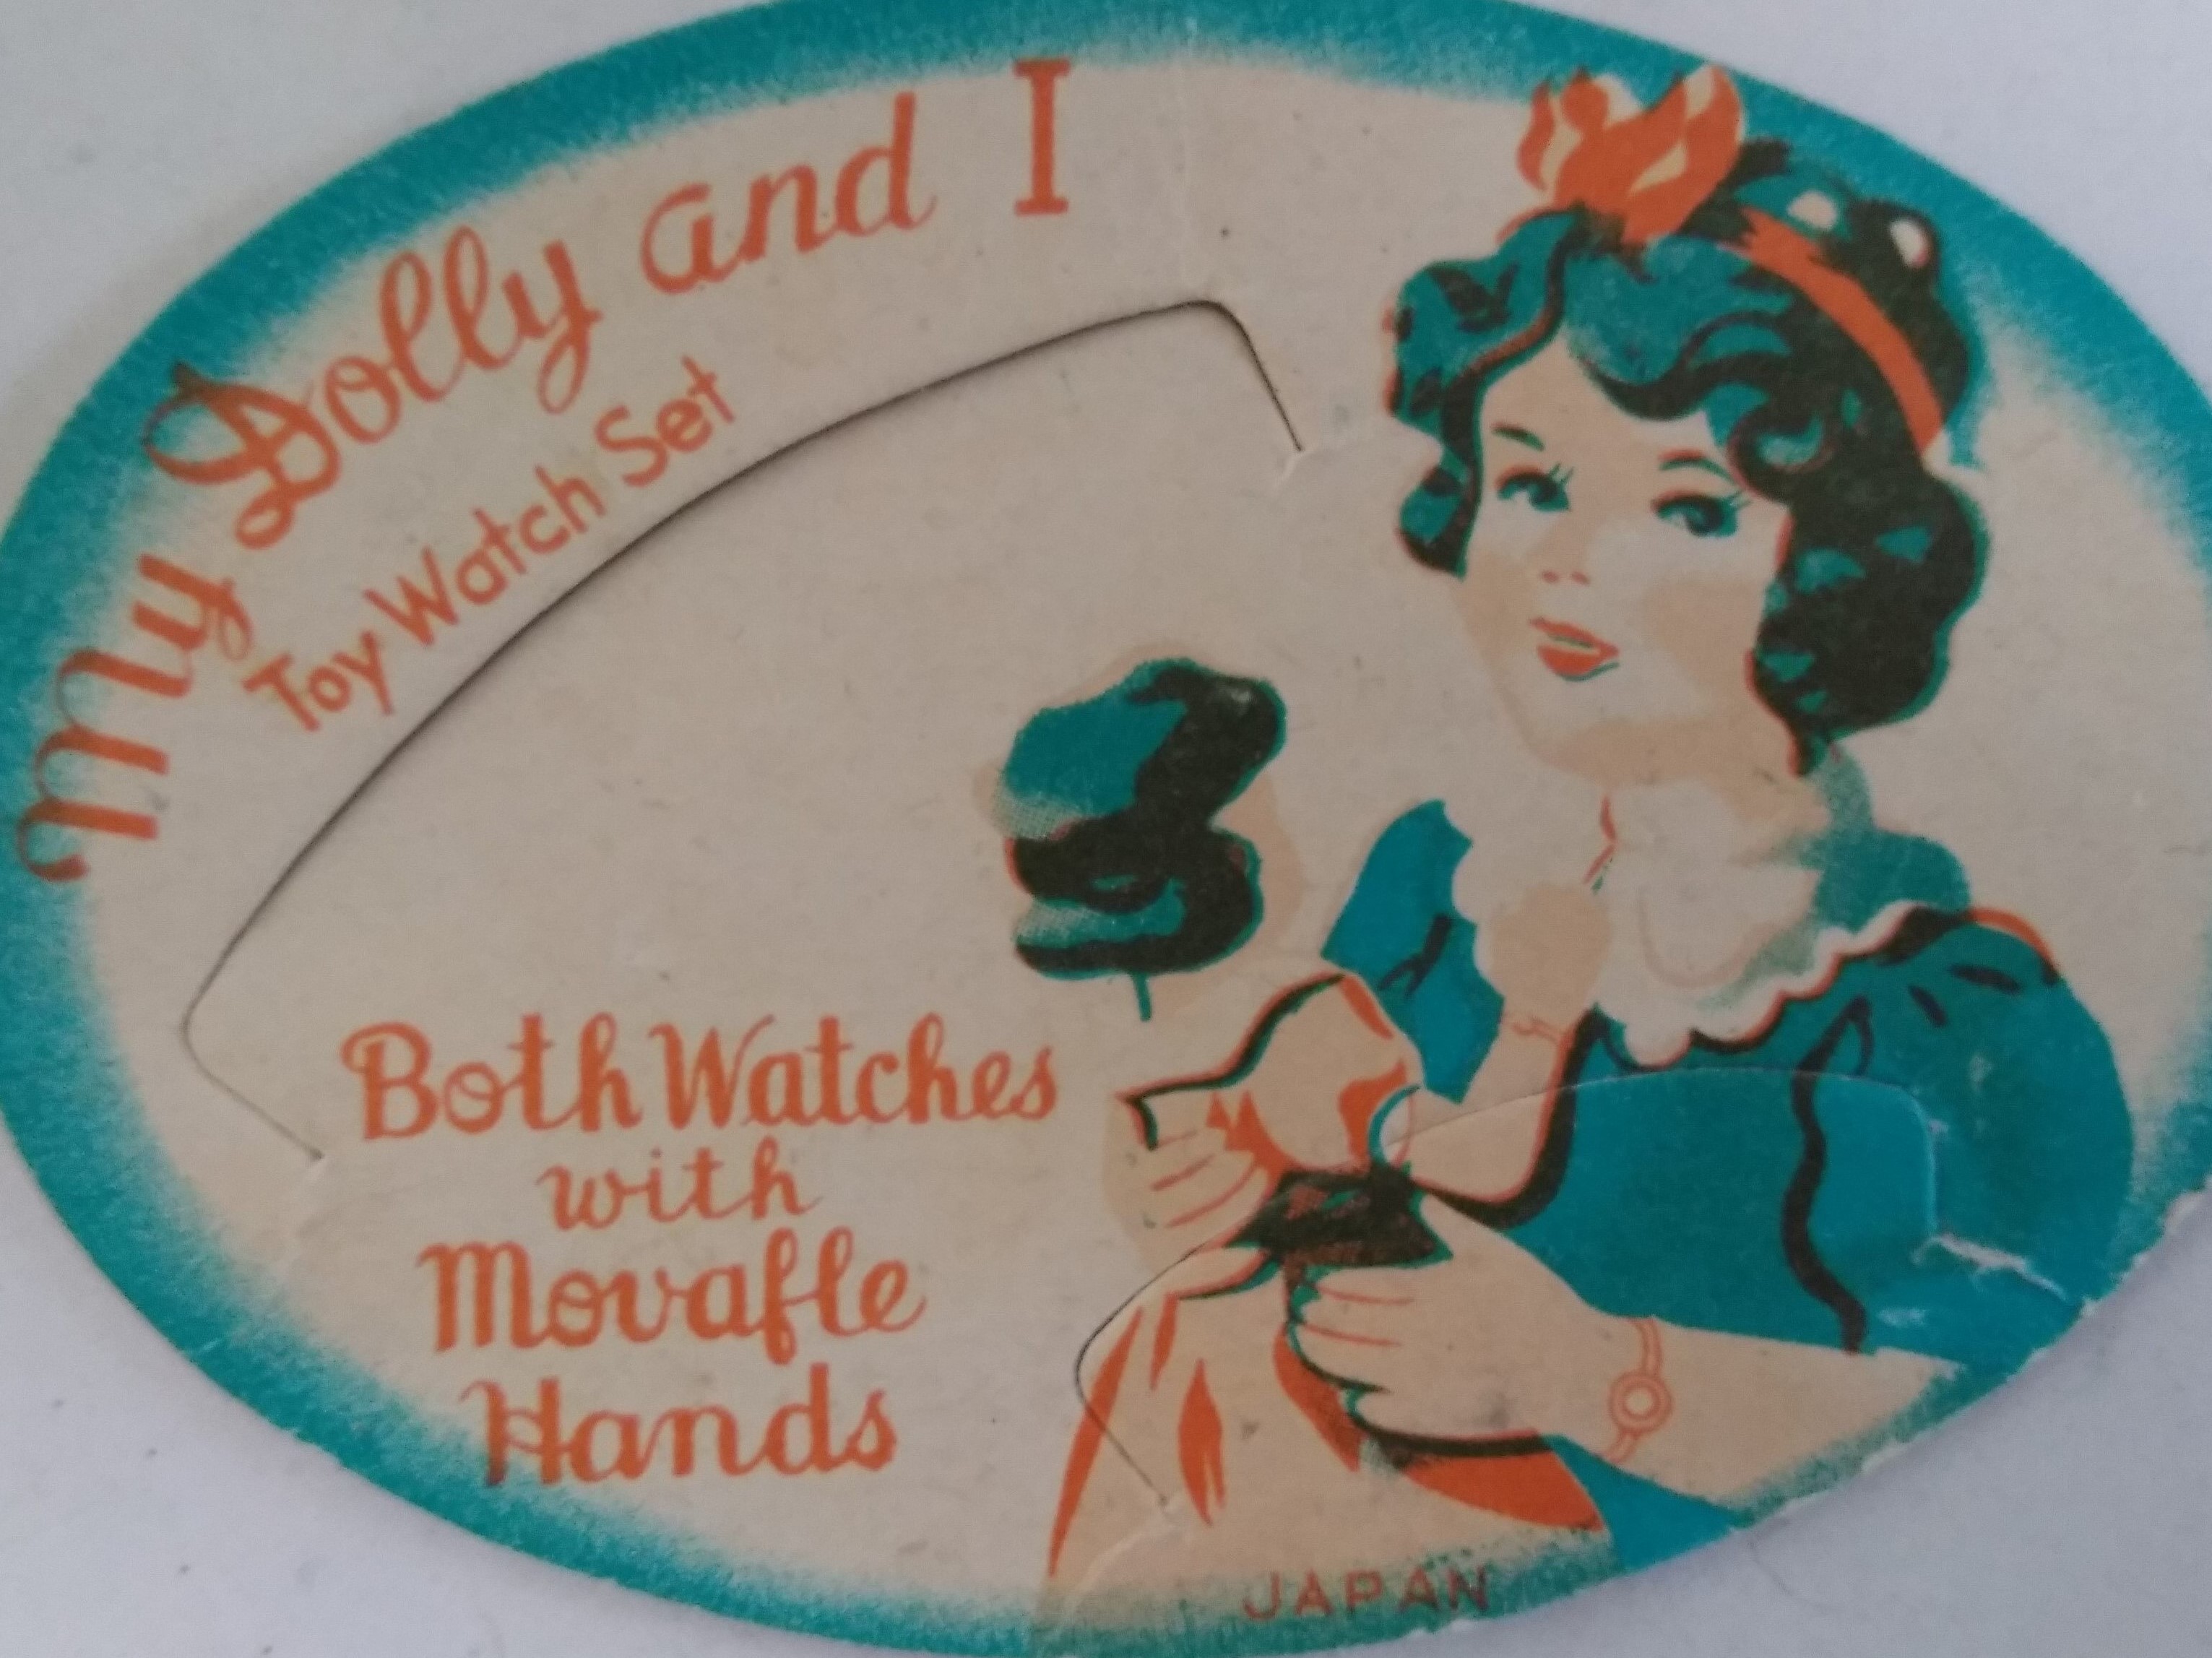 My Dolly and I
Toy Watch Set
Both Watches
with
Movafle
Hands
JAPAN